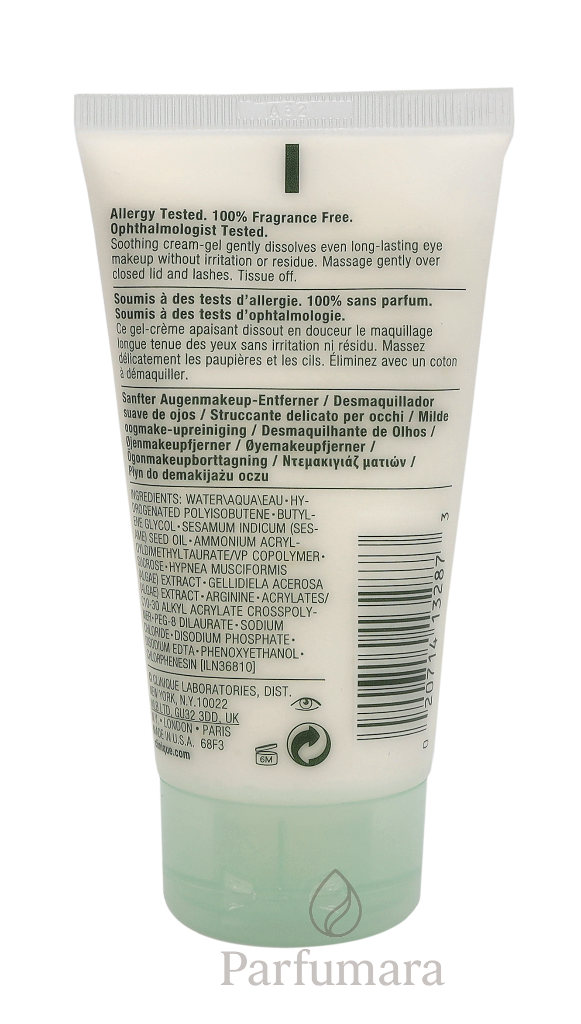 A32
Allergy Tested. 100% Fragrance Free.
Ophthalmologist Tested.
Soothing cream-gel gently dissolves even long-lasting eye
makeup without irritation or residue. Massage gently over
closed lid and lashes. Tissue off.
Soumis à des tests d'allergie. 100% sans parfum.
Soumis à des tests d'ophtalmologie.
Ce gel-crème apaisant dissout en douceur le maquillage
longue tenue des yeux sans irritation ni résidu. Massez
délicatement les paupières et les cils. Éliminez avec un coton
à démaquiller.
Sanfter Augenmakeup-Entferner / Desmaquillador
suave de ojos / Struccante delicato per occhi / Milde
oogmake-upreiniging / Desmaquilhante de Olhos /
Øjenmakeupfjerner / Øyemakeupfjerner /
Ögonmakeupborttagning / Ντεμακιγιάζ ματιών /
Płyn do demakijażu oczu
INGREDIENTS: WATER\AQUA\EAU • HY-
DROGENATED POLYISOBUTENE • BUTYL-
ENE GLYCOL • SESAMUM INDICUM (SES-
AME) SEED OIL • AMMONIUM ACRYL-
OYLDIMETHYLTAURATE/VP COPOLYMER •
SUCROSE • HYPNEA MUSCIFORMIS
(ALGAE) EXTRACT • GELLIDIELA ACEROSA
(ALGAE) EXTRACT • ARGININE • ACRYLATES/
C10-30 ALKYL ACRYLATE CROSSPOLY-
MER • PEG-8 DILAURATE • SODIUM
CHLORIDE • DISODIUM PHOSPHATE •
DISODIUM EDTA • PHENOXYETHANOL •
CHLORPHENESIN [ILN36810]
© CLINIQUE LABORATORIES, DIST.
NEW YORK, N.Y. 10022
LTD, GU32 3DD, UK
N.Y. • LONDON • PARIS
MADE IN U.S.A. 68F3
clinique.com
6M
0 20714 13287 3
Parfumara